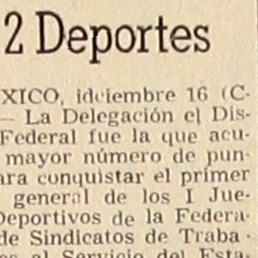 2 Deportes
XICO, idciembre 16 (C-
— La Delegación el Dis-
Federal fue la que acu-
mayor número de pun-
ara conquistar el primer
general de los I Jue-
Deportivos de la Federa-
de Sindicatos de Traba-
es al Servicio del Esta-